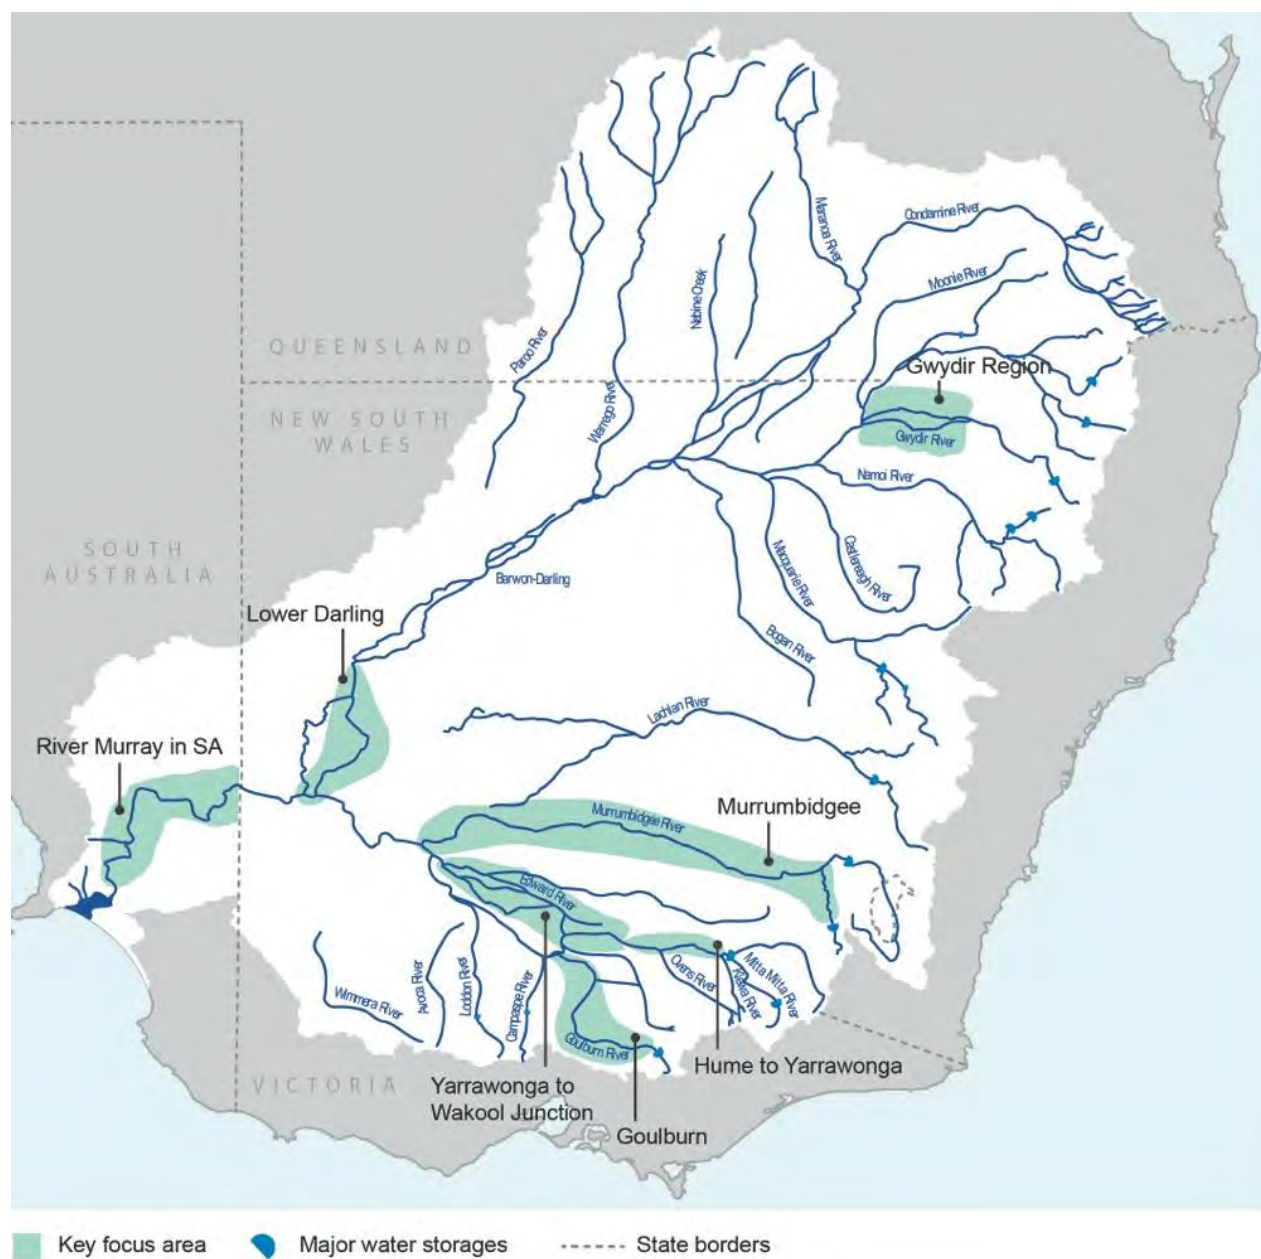 Maranoa River
Condamine River
Moonie River
Nebine Creek
Paroo River
QUEENSLAND
Gwydir Region
NEW SOUTH
WALES
Warrego River
Gwydir River
Namoi River
SOUTH
AUSTRALIA
Barwon-Darling
Macquarie River
Castlereagh River
Lower Darling
Bogan River
Lachlan River
River Murray in SA
Murrumbidgee
Murrumbidgee River
Edward River
Wimmera River
Avoca River
Loddon River
Campaspe River
Ovens River
Kiewa River
Mitta Mitta River
Goulburn River
Hume to Yarrawonga
VICTORIA
Yarrawonga to
Wakool Junction
Goulburn
Key focus area
Major water storages
State borders